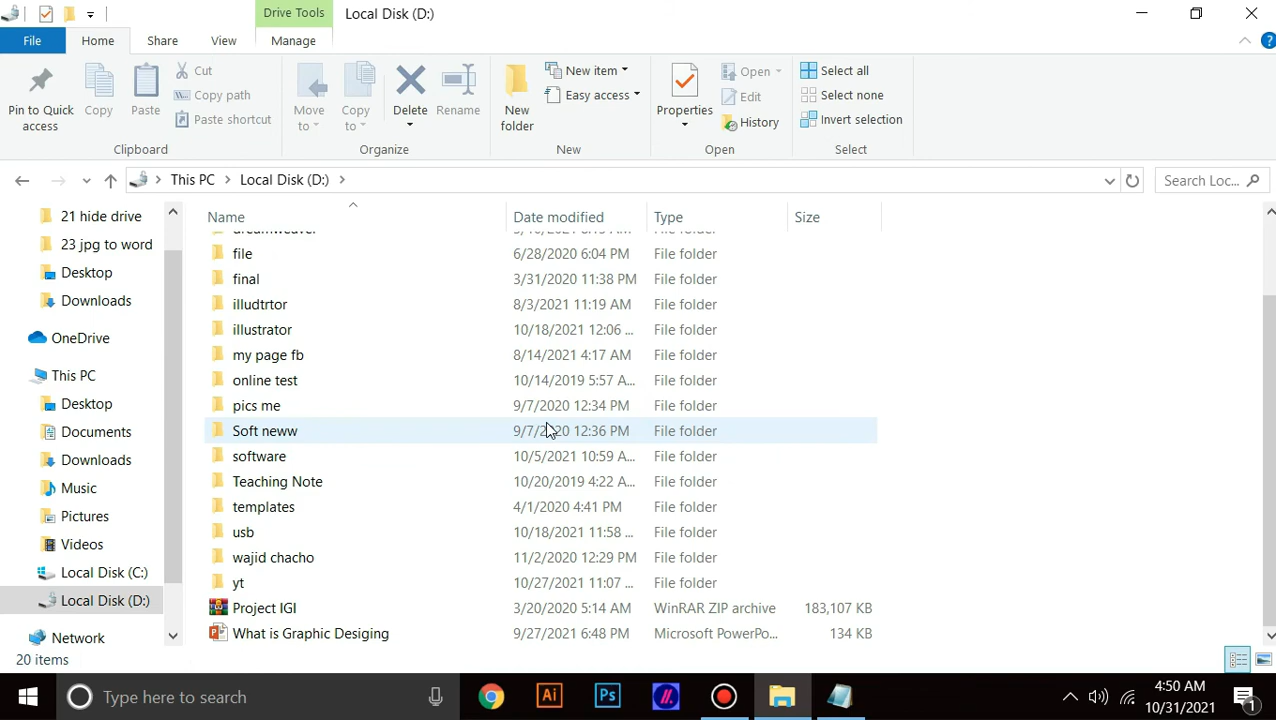 Drive Tools Local Disk (D:)
File Home Share View Manage
Pin to Quick access
Copy
Paste
Cut
Copy path
Paste shortcut
Clipboard
Move to
Copy to
Delete
Rename
Organize
New folder
New item
Easy access
New
Properties
Open
Edit
History
Open
Select all
Select none
Invert selection
Select
This PC > Local Disk (D:) > Search Loc...
21 hide drive
23 jpg to word
Desktop
Downloads
OneDrive
This PC
Desktop
Documents
Downloads
Music
Pictures
Videos
Local Disk (C:)
Local Disk (D:)
Network
Name Date modified Type Size
file 6/28/2020 6:04 PM File folder
final 3/31/2020 11:38 PM File folder
illudtrtor 8/3/2021 11:19 AM File folder
illustrator 10/18/2021 12:06 ... File folder
my page fb 8/14/2021 4:17 AM File folder
online test 10/14/2019 5:57 A... File folder
pics me 9/7/2020 12:34 PM File folder
Soft neww 9/7/2020 12:36 PM File folder
software 10/5/2021 10:59 A... File folder
Teaching Note 10/20/2019 4:22 A... File folder
templates 4/1/2020 4:41 PM File folder
usb 10/18/2021 11:58 ... File folder
wajid chacho 11/2/2020 12:29 PM File folder
yt 10/27/2021 11:07 ... File folder
Project IGI 3/20/2020 5:14 AM WinRAR ZIP archive 183,107 KB
What is Graphic Desiging 9/27/2021 6:48 PM Microsoft PowerPo... 134 KB
20 items
Type here to search
Ai
Ps
4:50 AM
10/31/2021
1